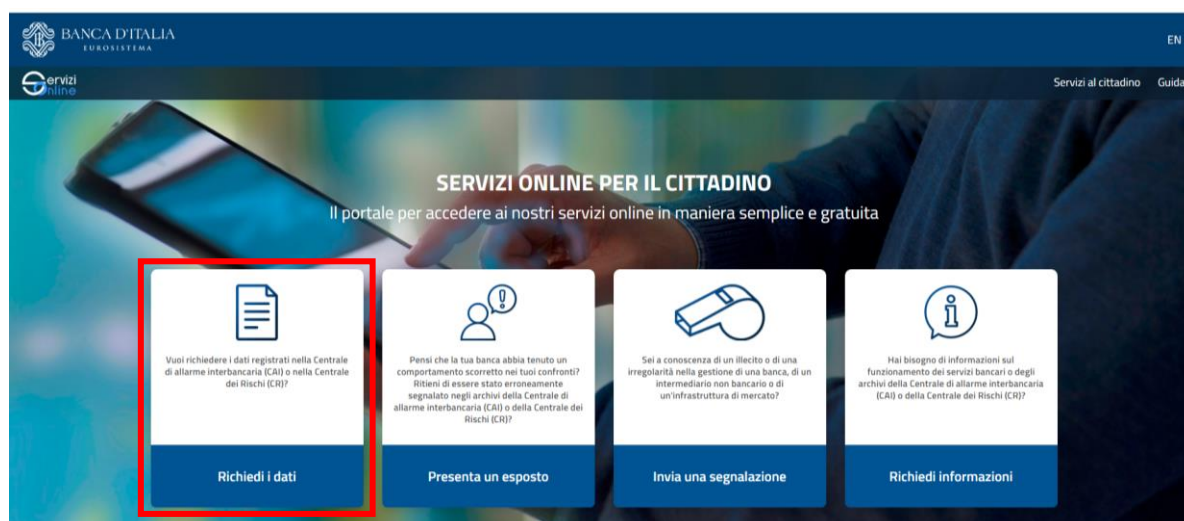 BANCA D'ITALIA
EUROSISTEMA
EN
Servizi Online
Servizi al cittadino Guida
SERVIZI ONLINE PER IL CITTADINO
Il portale per accedere ai nostri servizi online in maniera semplice e gratuita
Vuoi richiedere i dati registrati nella Centrale
di allarme interbancaria (CAI) o nella Centrale
dei Rischi (CR)?
Richiedi i dati
Pensi che la tua banca abbia tenuto un
comportamento scorretto nei tuoi confronti?
Ritieni di essere stato erroneamente
segnalato negli archivi della Centrale di
allarme interbancaria (CAI) o della Centrale dei
Rischi (CR)?
Presenta un esposto
Sei a conoscenza di un illecito o di una
irregolarità nella gestione di una banca, di un
intermediario non bancario o di
un'infrastruttura di mercato?
Invia una segnalazione
Hai bisogno di informazioni sul
funzionamento dei servizi bancari o degli
archivi della Centrale di allarme interbancaria
(CAI) o della Centrale dei Rischi (CR)?
Richiedi informazioni